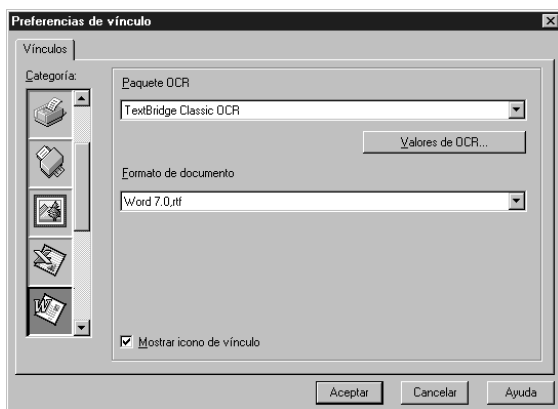 Preferencias de vínculo
Vínculos
Categoría:
Paquete OCR
TextBridge Classic OCR
Valores de OCR...
Formato de documento
Word 7.0,rtf
Mostrar icono de vínculo
Aceptar
Cancelar
Ayuda